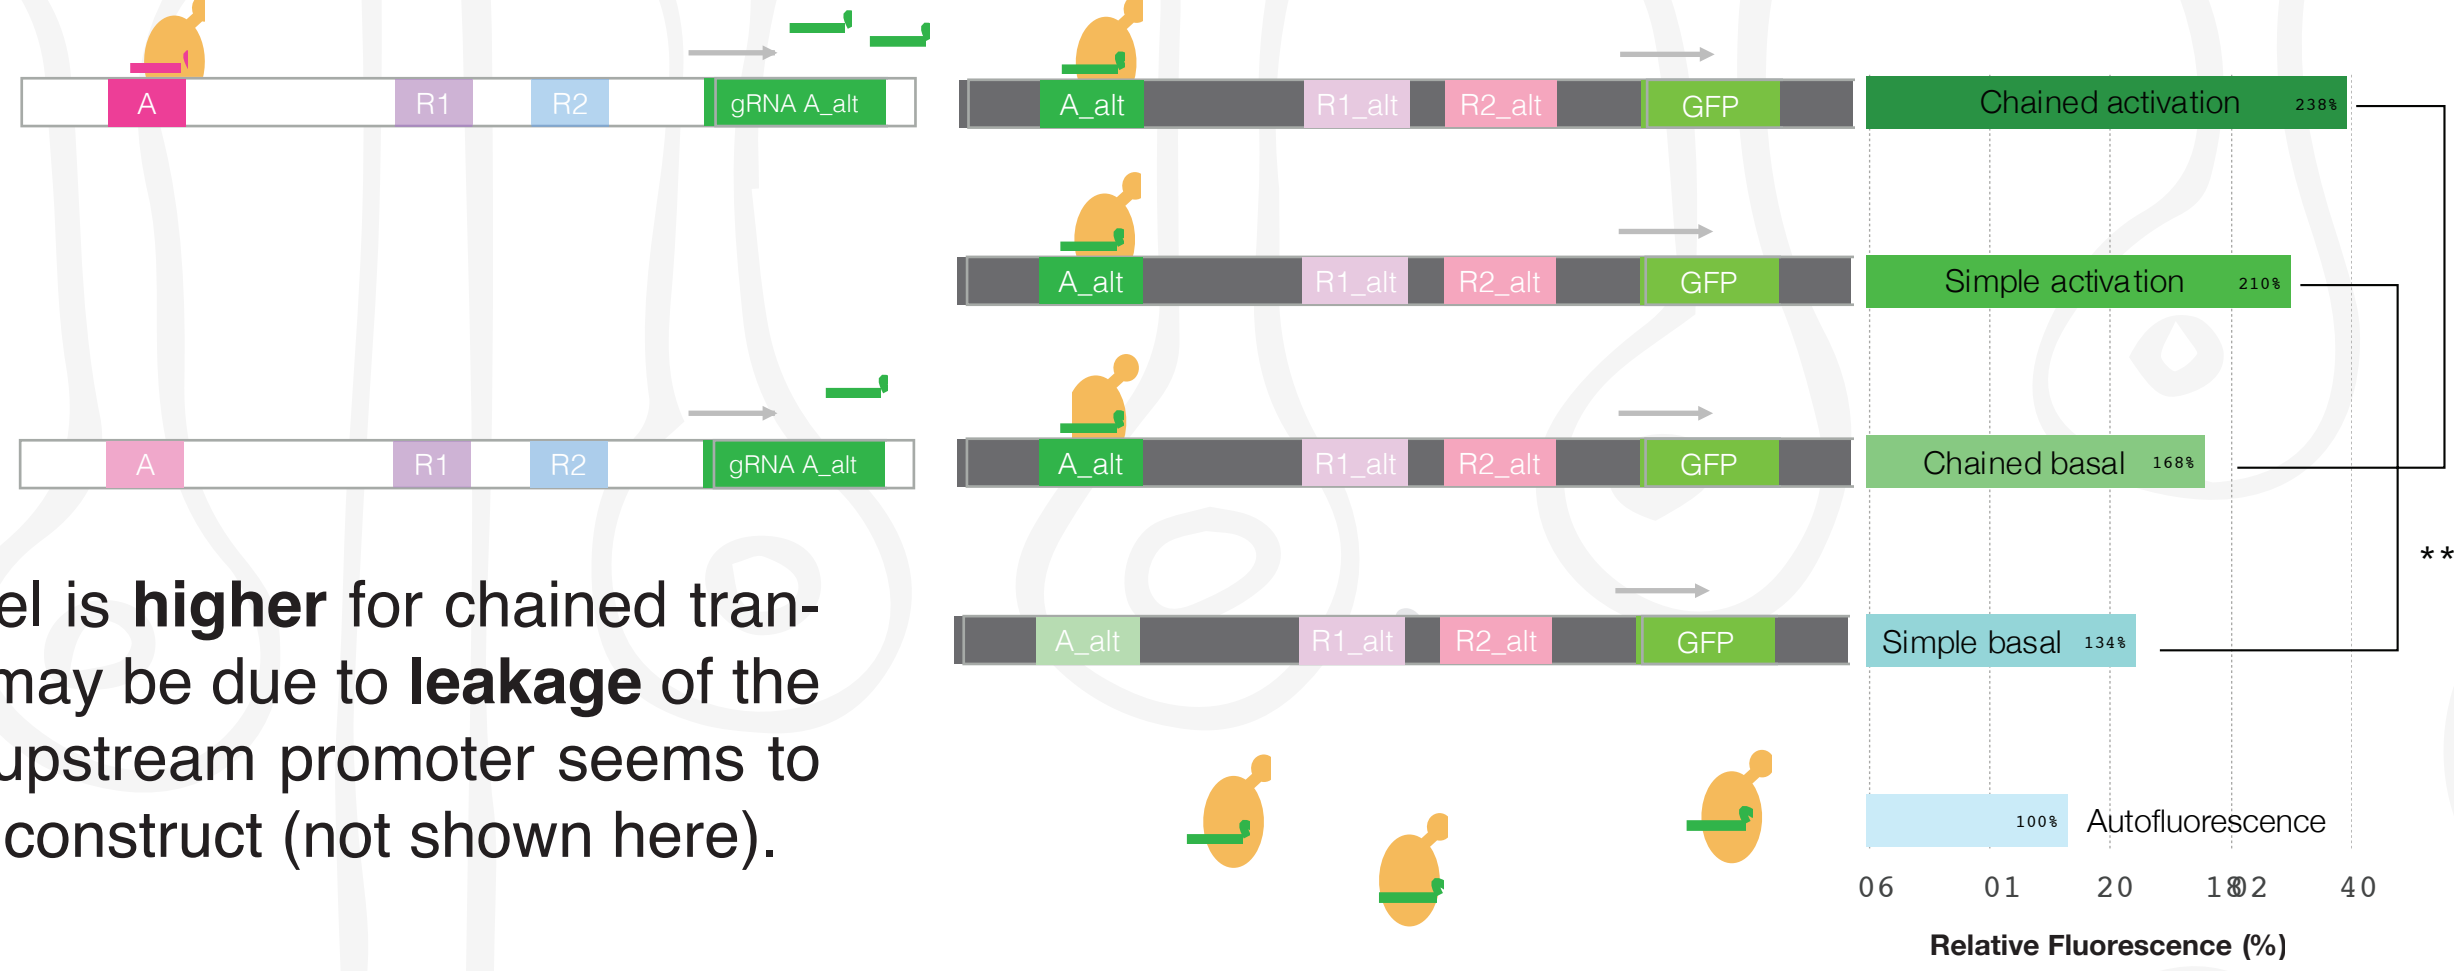 A R1 R2 gRNA A_alt A_alt R1_alt R2_alt GFP Chained activation 238%
A_alt R1_alt R2_alt GFP Simple activation 210%
A R1 R2 gRNA A_alt A_alt R1_alt R2_alt GFP Chained basal 168%
**
A_alt R1_alt R2_alt GFP Simple basal 134%
el is higher for chained tran-
may be due to leakage of the
upstream promoter seems to
construct (not shown here).
100% Autofluorescence
06 01 20 1802 40
Relative Fluorescence (%)